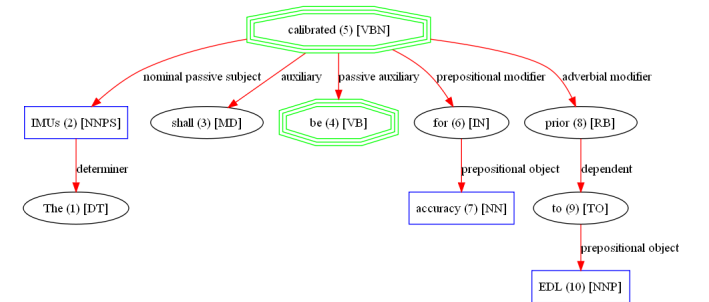 calibrated (5) [VBN]
nominal passive subject auxiliary passive auxiliary prepositional modifier adverbial modifier
IMUs (2) [NNPS] shall (3) [MD] be (4) [VB] for (6) [IN] prior (8) [RB]
determiner prepositional object dependent
The (1) [DT] accuracy (7) [NN] to (9) [TO]
prepositional object
EDL (10) [NNP]